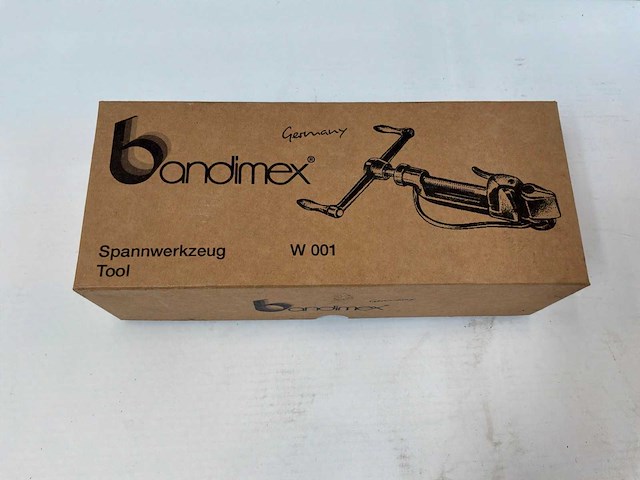 Germany
bandimex®
Spannwerkzeug W 001
Tool
bandimex